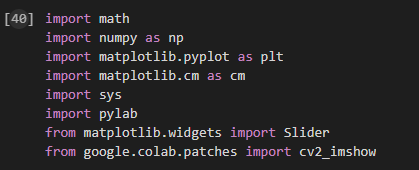 [40] import math
import numpy as np
import matplotlib.pyplot as plt
import matplotlib.cm as cm
import sys
import pylab
from matplotlib.widgets import Slider
from google.colab.patches import cv2_imshow